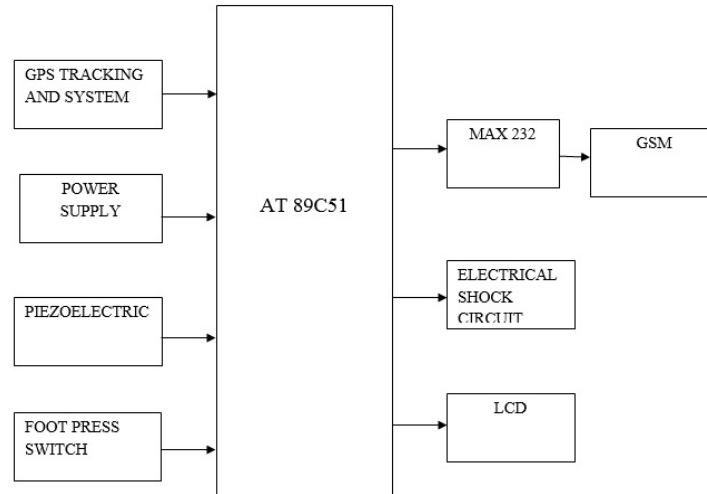 GPS TRACKING
AND SYSTEM
POWER
SUPPLY
PIEZOELECTRIC
FOOT PRESS
SWITCH
AT 89C51
MAX 232
GSM
ELECTRICAL
SHOCK
CIRCUIT
LCD